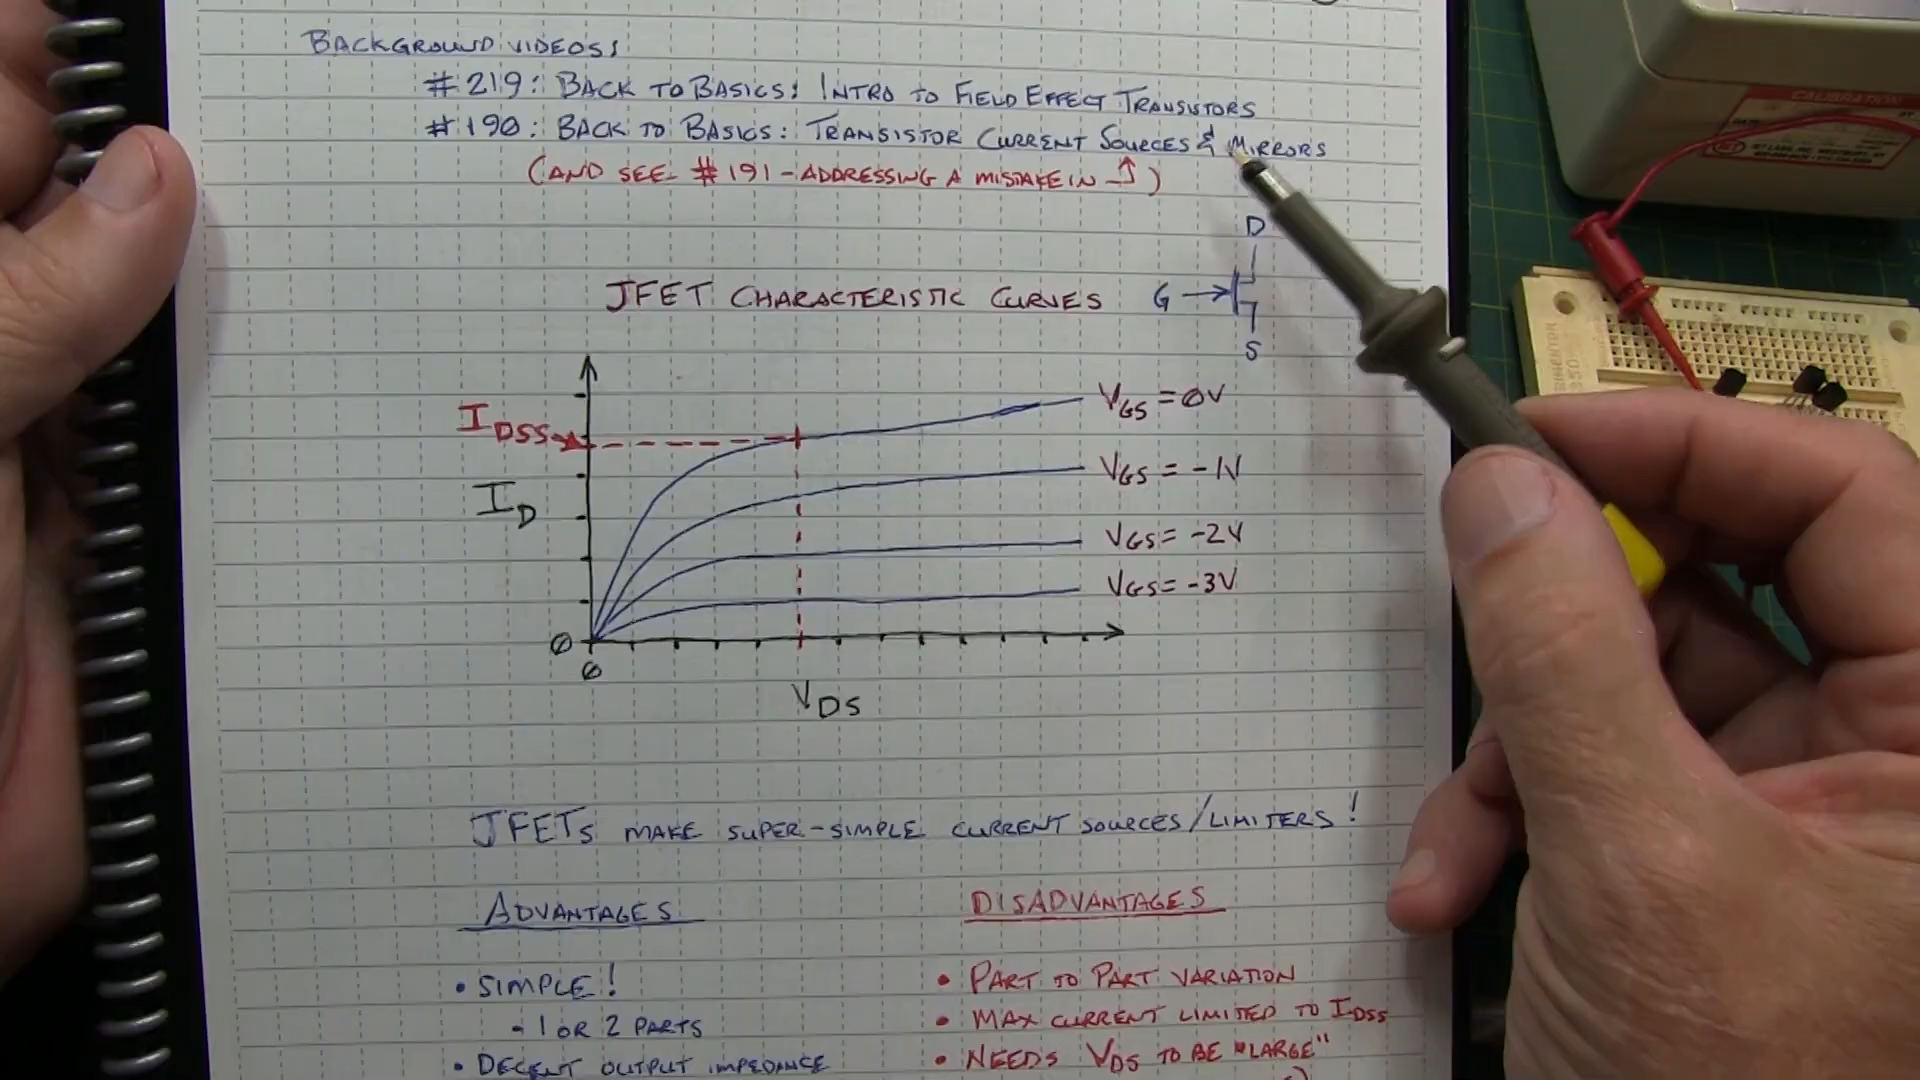 BACKGROUND VIDEOS:
#219: BACK TO BASICS: INTRO TO FIELD EFFECT TRANSISTORS
#190: BACK TO BASICS: TRANSISTOR CURRENT SOURCES & MIRRORS
(AND SEE #191 - ADDRESSING A MISTAKE IN ↑)
D
JFET CHARACTERISTIC CURVES
G
S
VGS = 0V
IDSS
VGS = -1V
ID
VGS = -2V
VGS = -3V
0
0
VDS
JFETs MAKE SUPER-SIMPLE CURRENT SOURCES/LIMITERS!
ADVANTAGES
DISADVANTAGES
• SIMPLE!
- 1 OR 2 PARTS
• DECENT OUTPUT IMPEDANCE
• PART TO PART VARIATION
• MAX CURRENT LIMITED TO IDSS
• NEEDS VDS TO BE "LARGE"
CALIBRATION